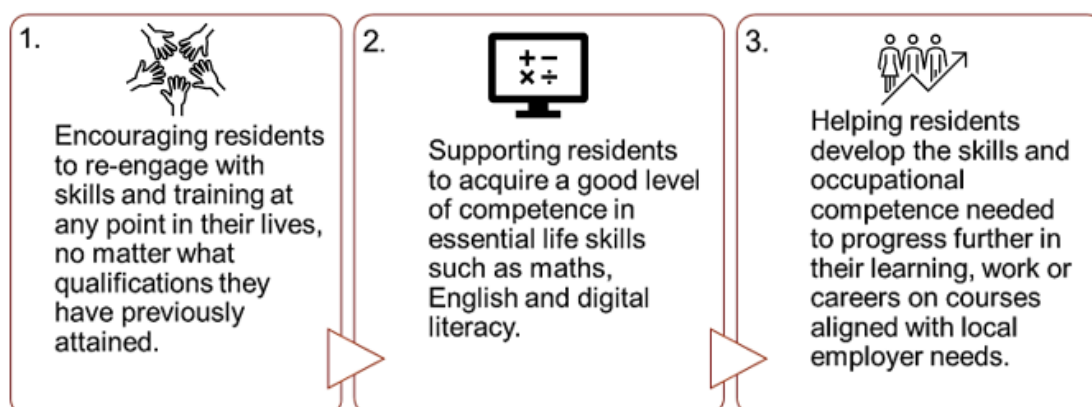 1.
Encouraging residents
to re-engage with
skills and training at
any point in their lives,
no matter what
qualifications they
have previously
attained.
2.
+ −
× ÷
Supporting residents
to acquire a good level
of competence in
essential life skills
such as maths,
English and digital
literacy.
3.
Helping residents
develop the skills and
occupational
competence needed
to progress further in
their learning, work or
careers on courses
aligned with local
employer needs.